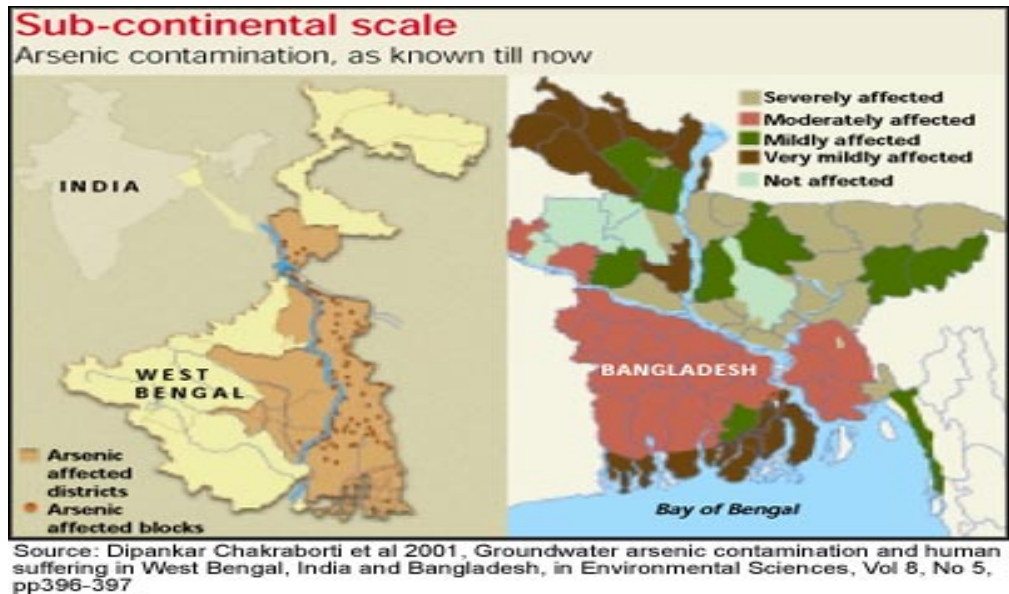 Sub-continental scale
Arsenic contamination, as known till now
INDIA
WEST
BENGAL
Arsenic
affected
districts
Arsenic
affected blocks
Severely affected
Moderately affected
Mildly affected
Very mildly affected
Not affected
BANGLADESH
Bay of Bengal
Source: Dipankar Chakraborti et al 2001, Groundwater arsenic contamination and human
suffering in West Bengal, India and Bangladesh, in Environmental Sciences, Vol 8, No 5,
pp396-397